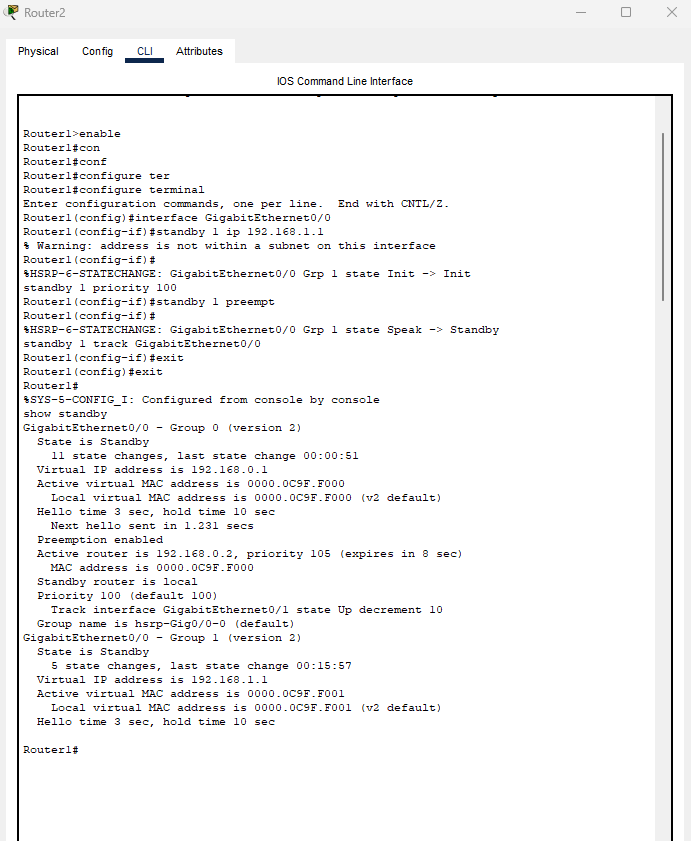 Router2
Physical Config CLI Attributes
IOS Command Line Interface
Router1>enable
Router1#con
Router1#conf
Router1#configure ter
Router1#configure terminal
Enter configuration commands, one per line.  End with CNTL/Z.
Router1(config)#interface GigabitEthernet0/0
Router1(config-if)#standby 1 ip 192.168.1.1
% Warning: address is not within a subnet on this interface
Router1(config-if)#
%HSRP-6-STATECHANGE: GigabitEthernet0/0 Grp 1 state Init -> Init
standby 1 priority 100
Router1(config-if)#standby 1 preempt
Router1(config-if)#
%HSRP-6-STATECHANGE: GigabitEthernet0/0 Grp 1 state Speak -> Standby
standby 1 track GigabitEthernet0/0
Router1(config-if)#exit
Router1(config)#exit
Router1#
%SYS-5-CONFIG_I: Configured from console by console
show standby
GigabitEthernet0/0 - Group 0 (version 2)
  State is Standby
    11 state changes, last state change 00:00:51
  Virtual IP address is 192.168.0.1
  Active virtual MAC address is 0000.0C9F.F000
    Local virtual MAC address is 0000.0C9F.F000 (v2 default)
  Hello time 3 sec, hold time 10 sec
    Next hello sent in 1.231 secs
  Preemption enabled
  Active router is 192.168.0.2, priority 105 (expires in 8 sec)
    MAC address is 0000.0C9F.F000
  Standby router is local
  Priority 100 (default 100)
    Track interface GigabitEthernet0/1 state Up decrement 10
  Group name is hsrp-Gig0/0-0 (default)
GigabitEthernet0/0 - Group 1 (version 2)
  State is Standby
    5 state changes, last state change 00:15:57
  Virtual IP address is 192.168.1.1
  Active virtual MAC address is 0000.0C9F.F001
    Local virtual MAC address is 0000.0C9F.F001 (v2 default)
  Hello time 3 sec, hold time 10 sec
Router1#